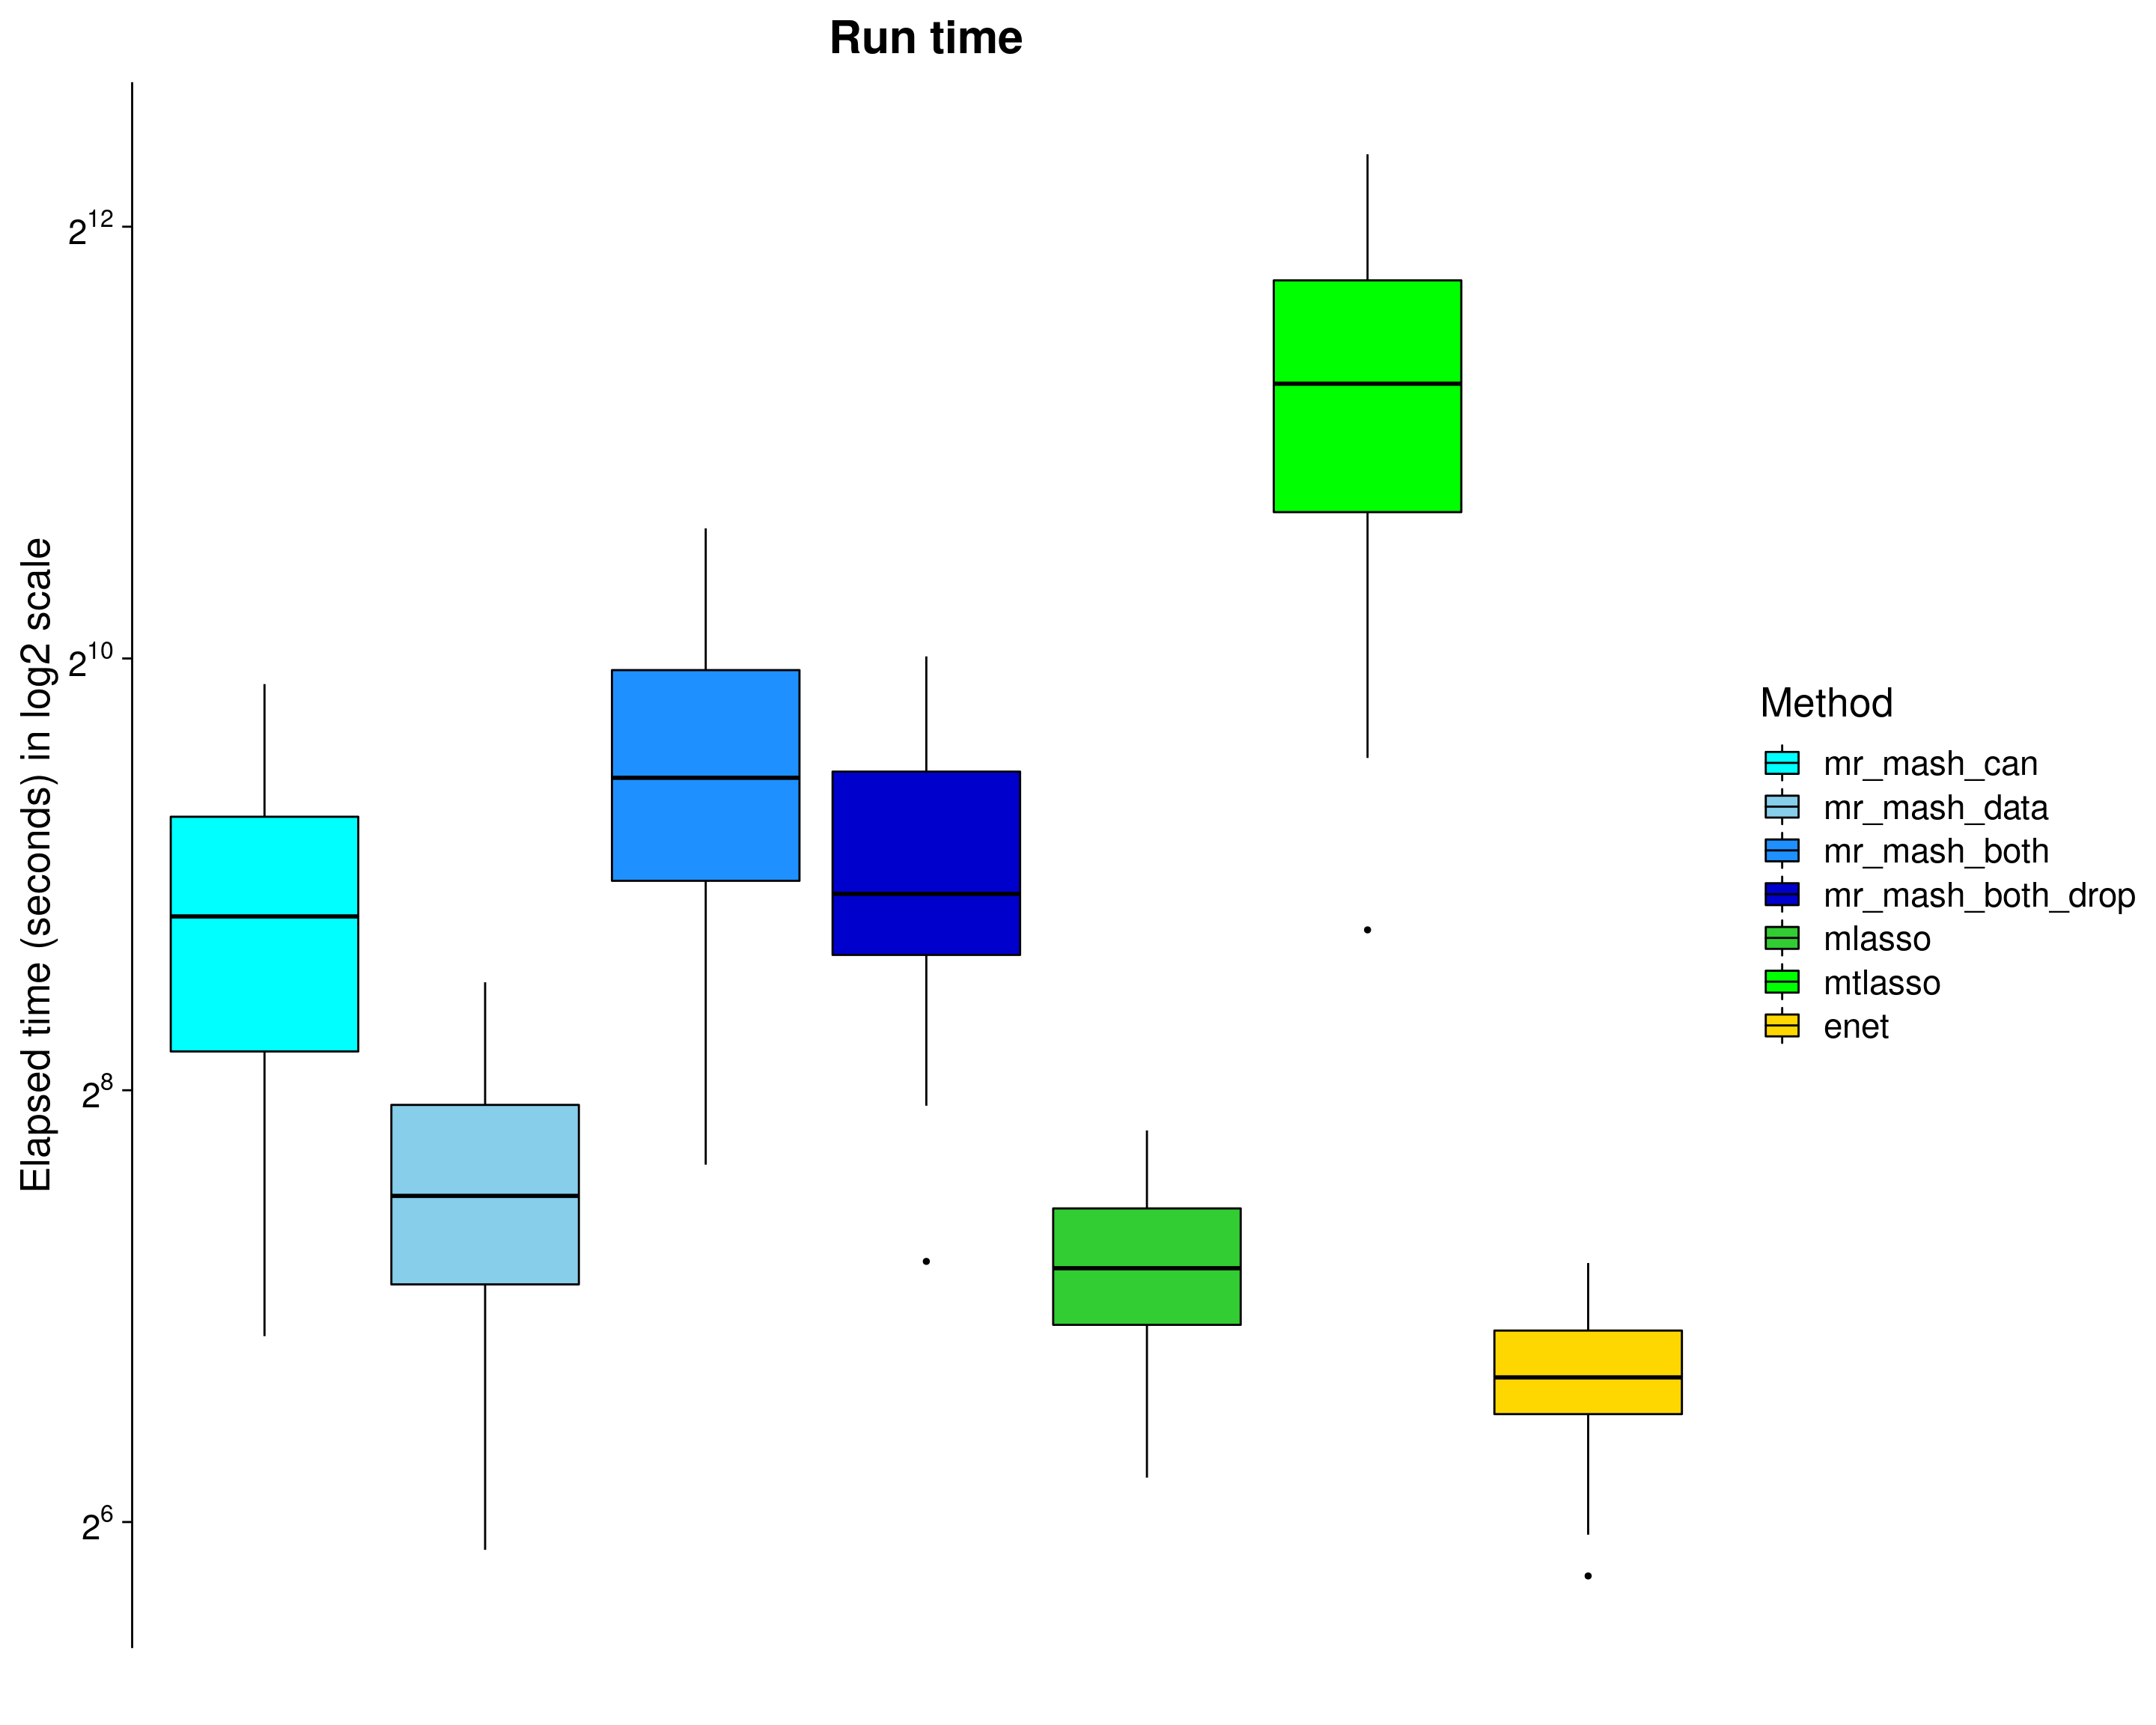 Run time
Elapsed time (seconds) in log2 scale
2^12
2^10
2^8
2^6
Method
mr_mash_can
mr_mash_data
mr_mash_both
mr_mash_both_drop
mlasso
mtlasso
enet